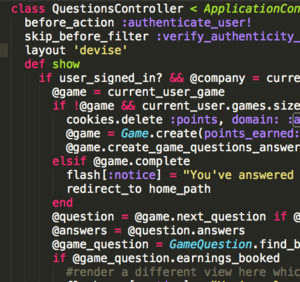 class QuestionsController < ApplicationCon
before_action :authenticate_user!
skip_before_filter :verify_authenticity_
layout 'devise'
def show
if user_signed_in? && @company = curre
@game = current_user_game
if !@game && current_user.games.size
cookies.delete :points, domain: :a
@game = Game.create(points_earned:
@game.create_game_questions_answer
elsif @game.complete
flash[:notice] = "You've answered
redirect_to home_path
end
@question = @game.next_question if @
@answers = @question.answers
@game_question = GameQuestion.find_b
if @game_question.earnings_booked
#render a different view here whic